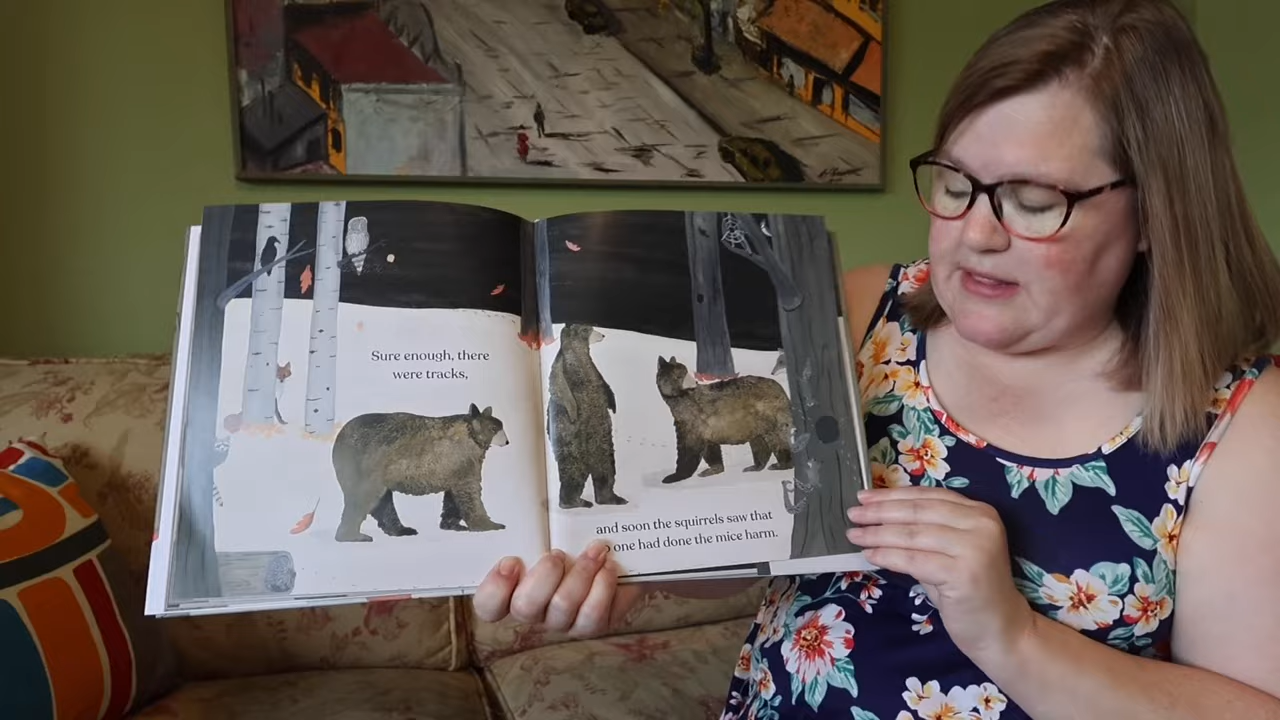 Sure enough, there
were tracks,
and soon the squirrels saw that
one had done the mice harm.